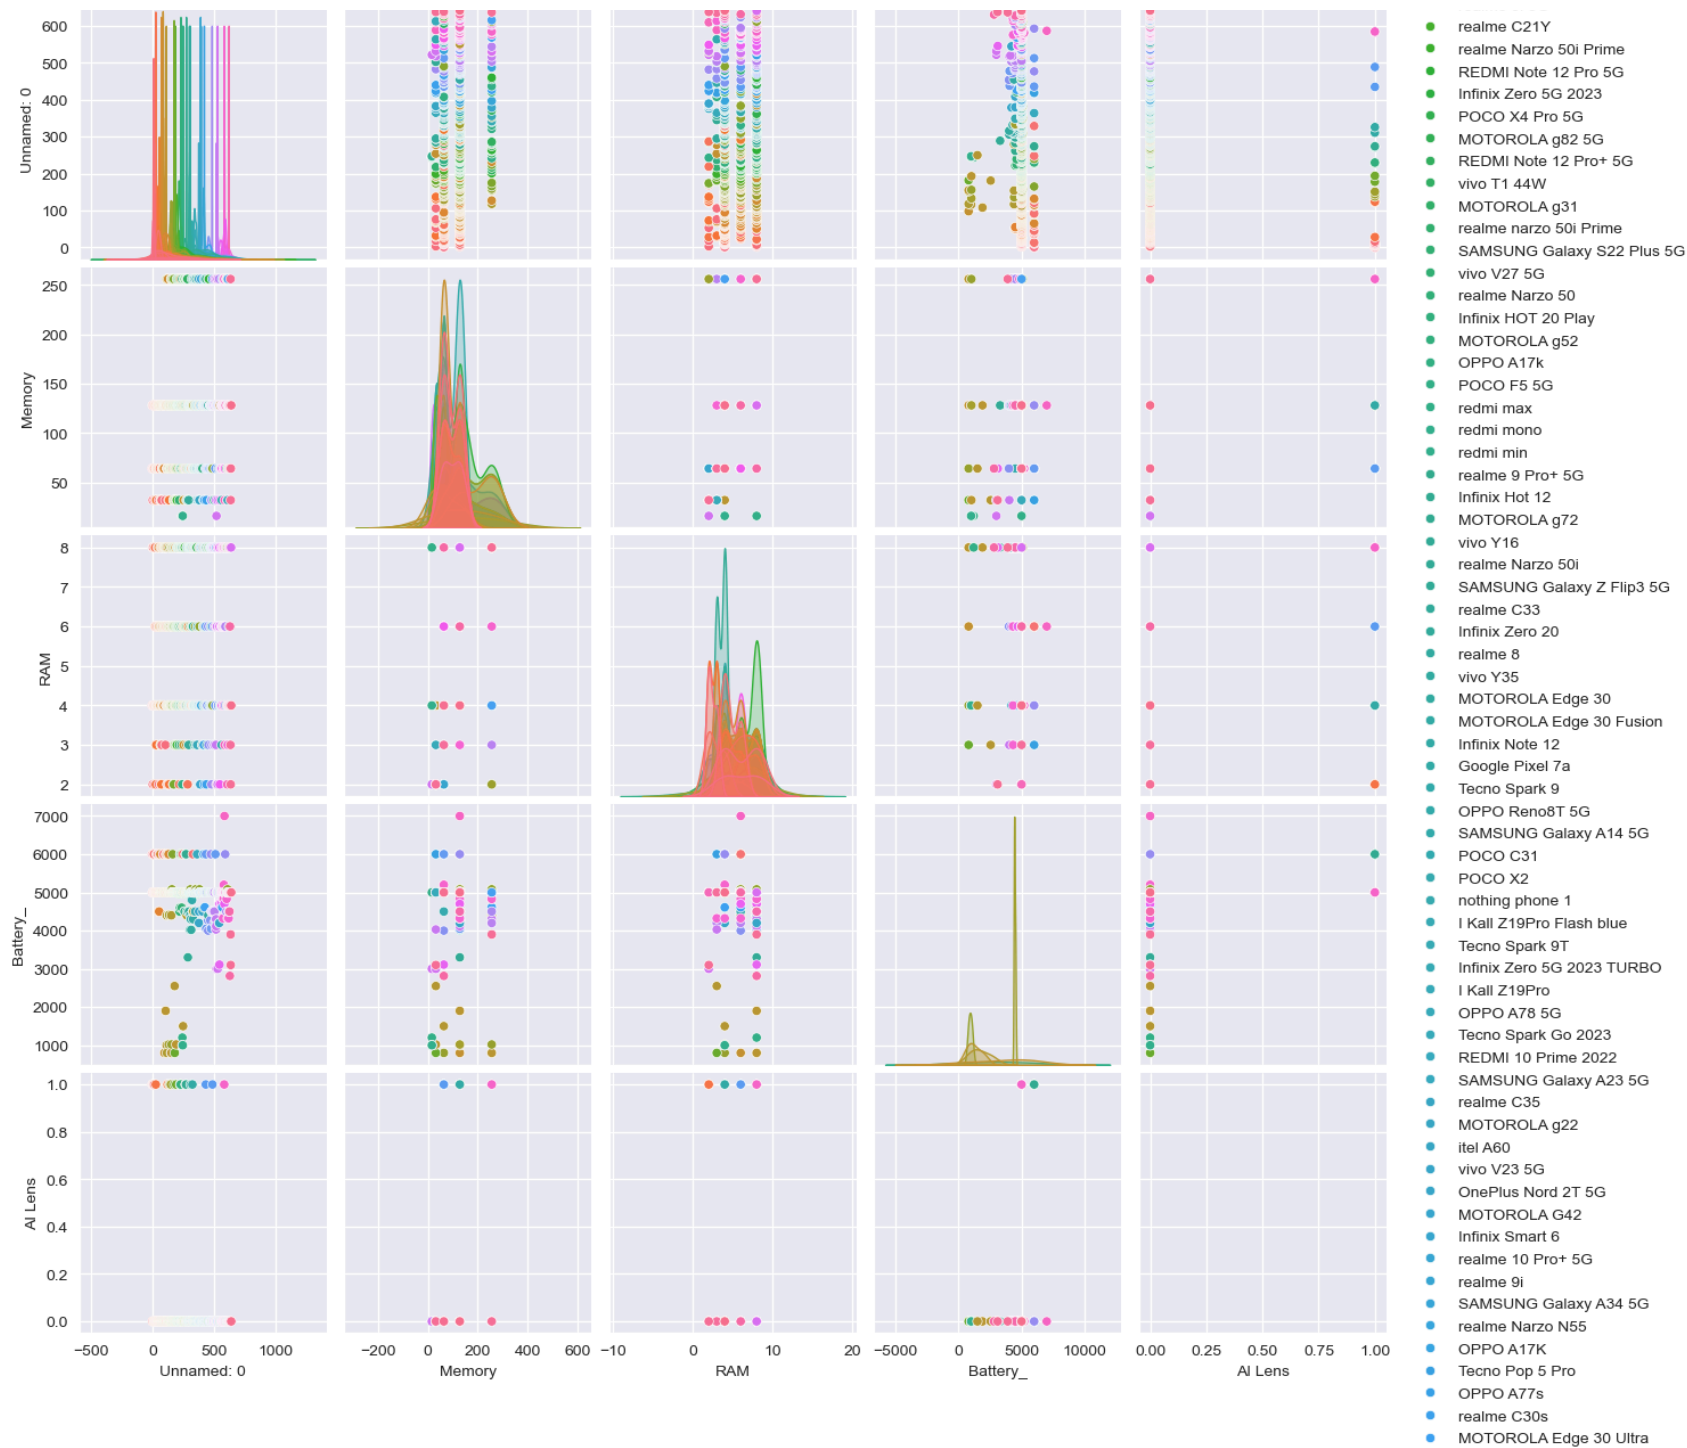 600
500
400
300
200
100
0
Unnamed: 0
250
200
150
100
50
Memory
8
7
6
5
4
3
2
RAM
7000
6000
5000
4000
3000
2000
1000
Battery_
1.0
0.8
0.6
0.4
0.2
0.0
AI Lens
−500 0 500 1000
Unnamed: 0
−200 0 200 400 600
Memory
−10 0 10 20
RAM
−5000 0 5000 10000
Battery_
0.00 0.25 0.50 0.75 1.00
AI Lens
realme C21Y
realme Narzo 50i Prime
REDMI Note 12 Pro 5G
Infinix Zero 5G 2023
POCO X4 Pro 5G
MOTOROLA g82 5G
REDMI Note 12 Pro+ 5G
vivo T1 44W
MOTOROLA g31
realme narzo 50i Prime
SAMSUNG Galaxy S22 Plus 5G
vivo V27 5G
realme Narzo 50
Infinix HOT 20 Play
MOTOROLA g52
OPPO A17k
POCO F5 5G
redmi max
redmi mono
redmi min
realme 9 Pro+ 5G
Infinix Hot 12
MOTOROLA g72
vivo Y16
realme Narzo 50i
SAMSUNG Galaxy Z Flip3 5G
realme C33
Infinix Zero 20
realme 8
vivo Y35
MOTOROLA Edge 30
MOTOROLA Edge 30 Fusion
Infinix Note 12
Google Pixel 7a
Tecno Spark 9
OPPO Reno8T 5G
SAMSUNG Galaxy A14 5G
POCO C31
POCO X2
nothing phone 1
I Kall Z19Pro Flash blue
Tecno Spark 9T
Infinix Zero 5G 2023 TURBO
I Kall Z19Pro
OPPO A78 5G
Tecno Spark Go 2023
REDMI 10 Prime 2022
SAMSUNG Galaxy A23 5G
realme C35
MOTOROLA g22
itel A60
vivo V23 5G
OnePlus Nord 2T 5G
MOTOROLA G42
Infinix Smart 6
realme 10 Pro+ 5G
realme 9i
SAMSUNG Galaxy A34 5G
realme Narzo N55
OPPO A17K
Tecno Pop 5 Pro
OPPO A77s
realme C30s
MOTOROLA Edge 30 Ultra